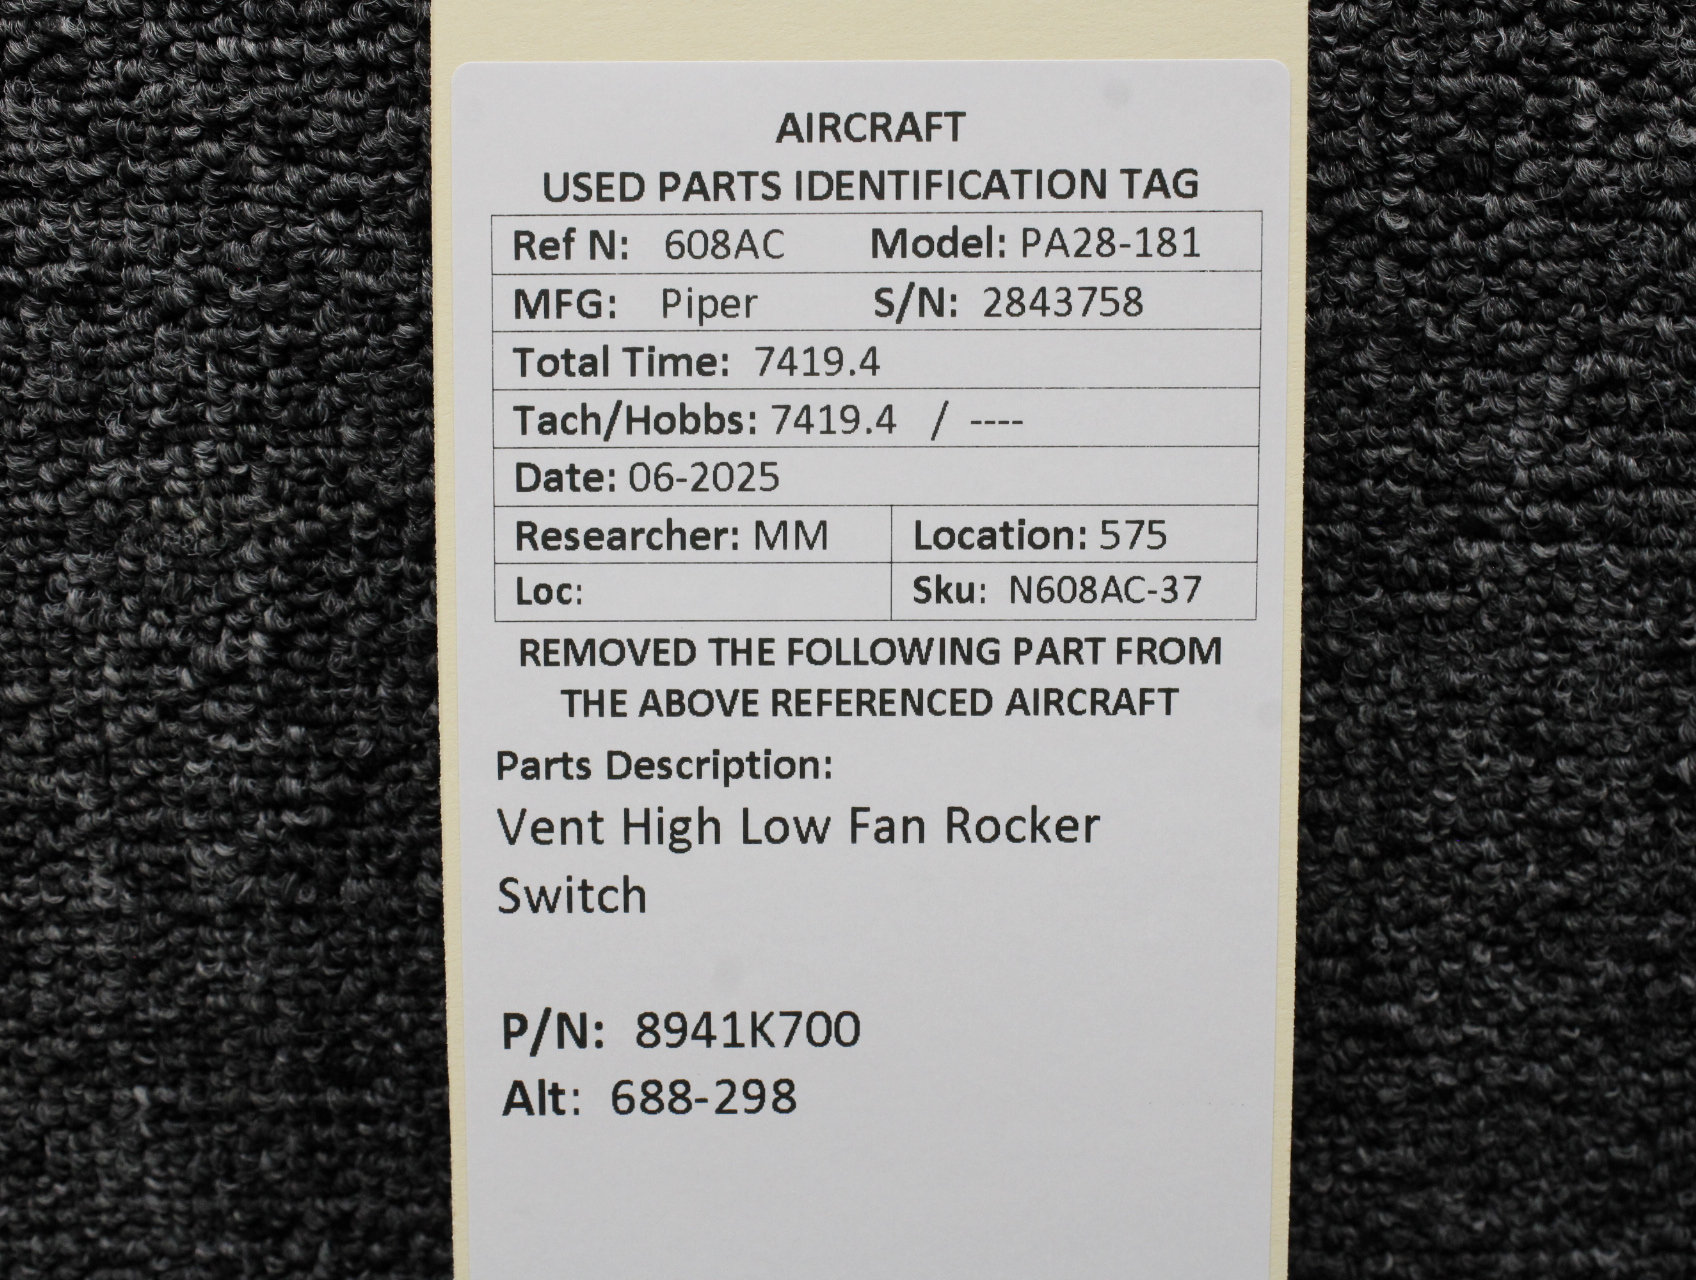 AIRCRAFT
USED PARTS IDENTIFICATION TAG
Ref N: 608AC Model: PA28-181
MFG: Piper S/N: 2843758
Total Time: 7419.4
Tach/Hobbs: 7419.4 / ----
Date: 06-2025
Researcher: MM Location: 575
Loc: Sku: N608AC-37
REMOVED THE FOLLOWING PART FROM
THE ABOVE REFERENCED AIRCRAFT
Parts Description:
Vent High Low Fan Rocker
Switch
P/N: 8941K700
Alt: 688-298